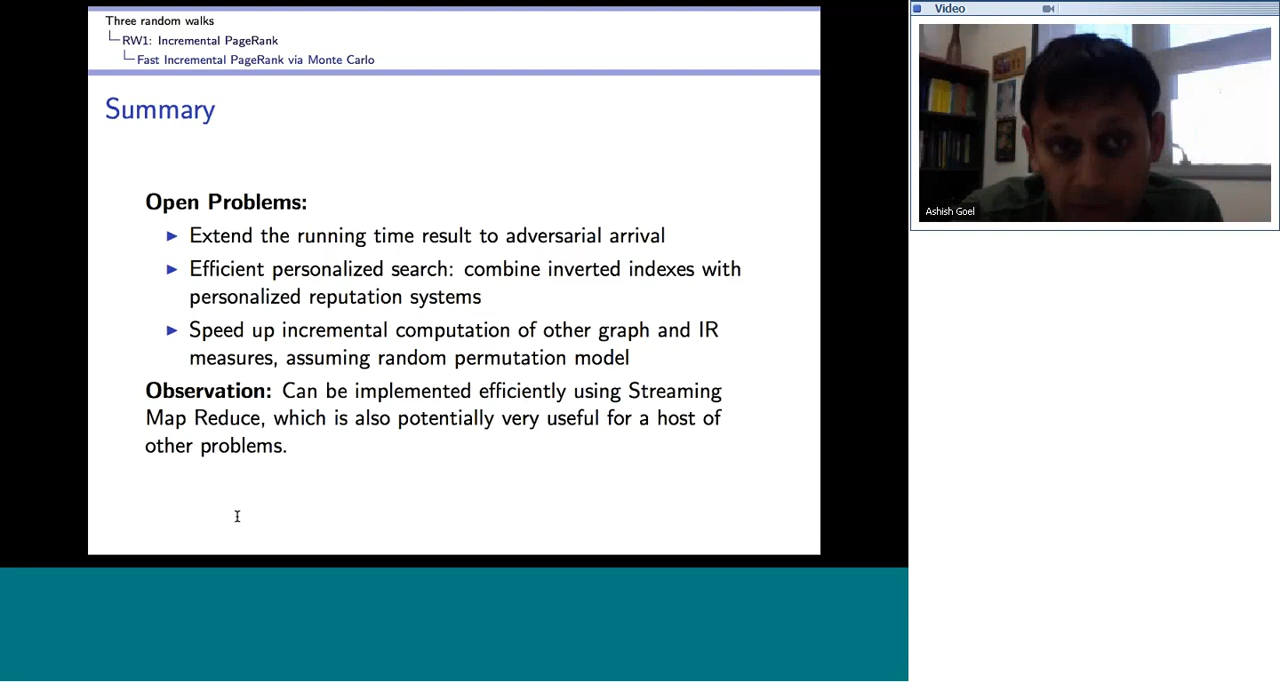 Three random walks
RW1: Incremental PageRank
Fast Incremental PageRank via Monte Carlo
Summary
Open Problems:
► Extend the running time result to adversarial arrival
► Efficient personalized search: combine inverted indexes with
personalized reputation systems
► Speed up incremental computation of other graph and IR
measures, assuming random permutation model
Observation: Can be implemented efficiently using Streaming
Map Reduce, which is also potentially very useful for a host of
other problems.
Video
Ashish Goel